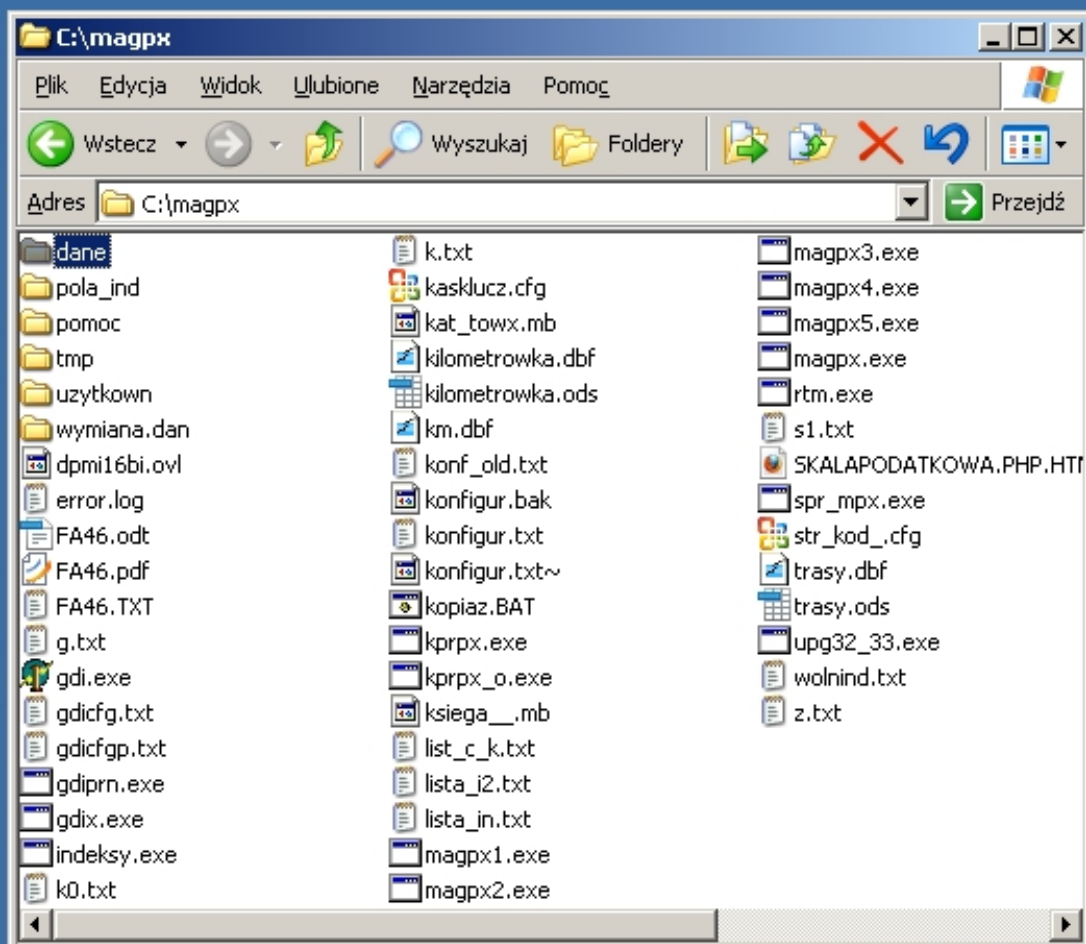 C:\magpx
Plik Edycja Widok Ulubione Narzędzia Pomoc
Wstecz Wyszukaj Foldery
Adres C:\magpx Przejdź
dane
pola_ind
pomoc
tmp
uzytkown
wymiana.dan
dpmi16bi.ovl
error.log
FA46.odt
FA46.pdf
FA46.TXT
g.txt
gdi.exe
gdicfg.txt
gdicfgp.txt
gdiprn.exe
gdix.exe
indeksy.exe
k0.txt
k.txt
kasklucz.cfg
kat_towx.mb
kilometrowka.dbf
kilometrowka.ods
km.dbf
konf_old.txt
konfigur.bak
konfigur.txt
konfigur.txt~
kopiaz.BAT
kprpx.exe
kprpx_o.exe
ksiega__.mb
list_c_k.txt
lista_i2.txt
lista_in.txt
magpx1.exe
magpx2.exe
magpx3.exe
magpx4.exe
magpx5.exe
magpx.exe
rtm.exe
s1.txt
SKALAPODATKOWA.PHP.HT
spr_mpx.exe
str_kod_.cfg
trasy.dbf
trasy.ods
upg32_33.exe
wolnind.txt
z.txt